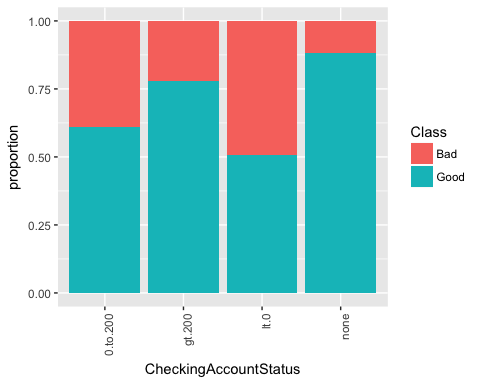 1.00
0.75
0.50
0.25
0.00
proportion
0.to.200
gt.200
lt.0
none
CheckingAccountStatus
Class
Bad
Good